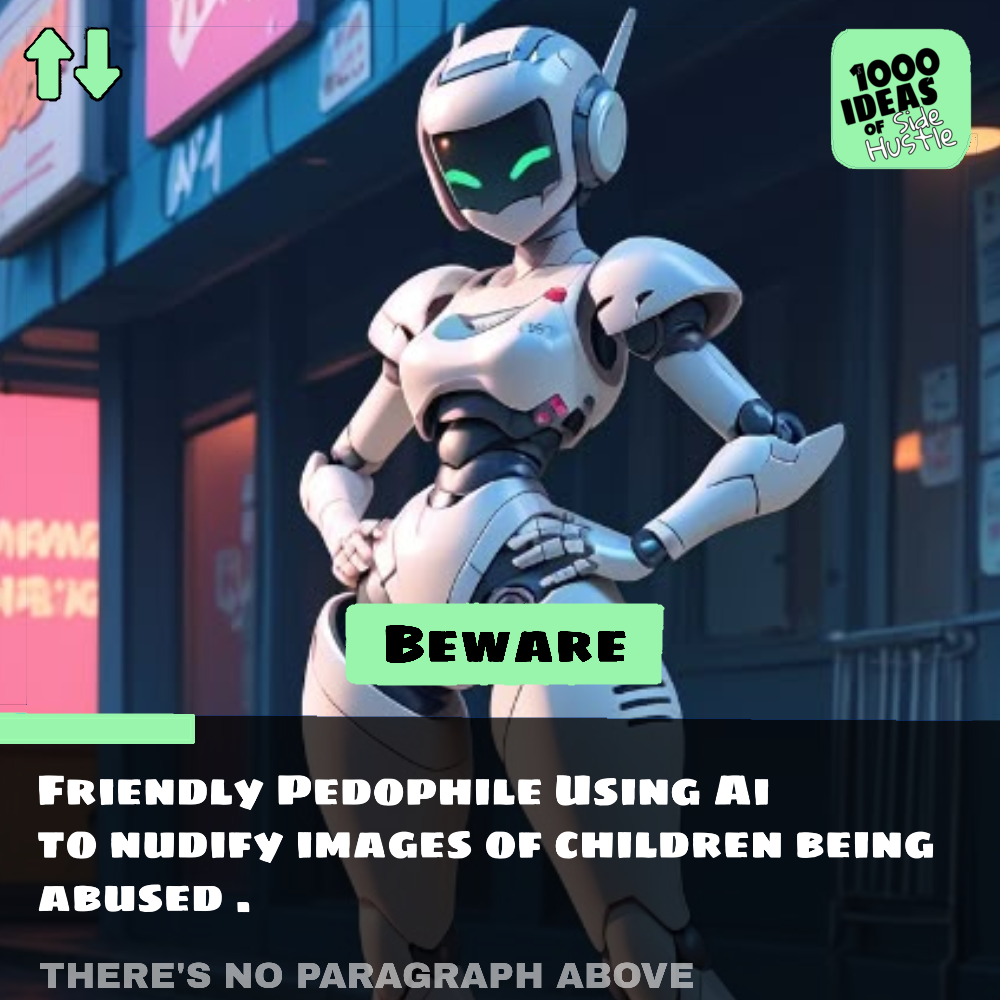 1000
IDEAS
OF Side
Hustle
Beware
Friendly Pedophile Using Ai
to nudify images of children being
abused .
THERE'S NO PARAGRAPH ABOVE